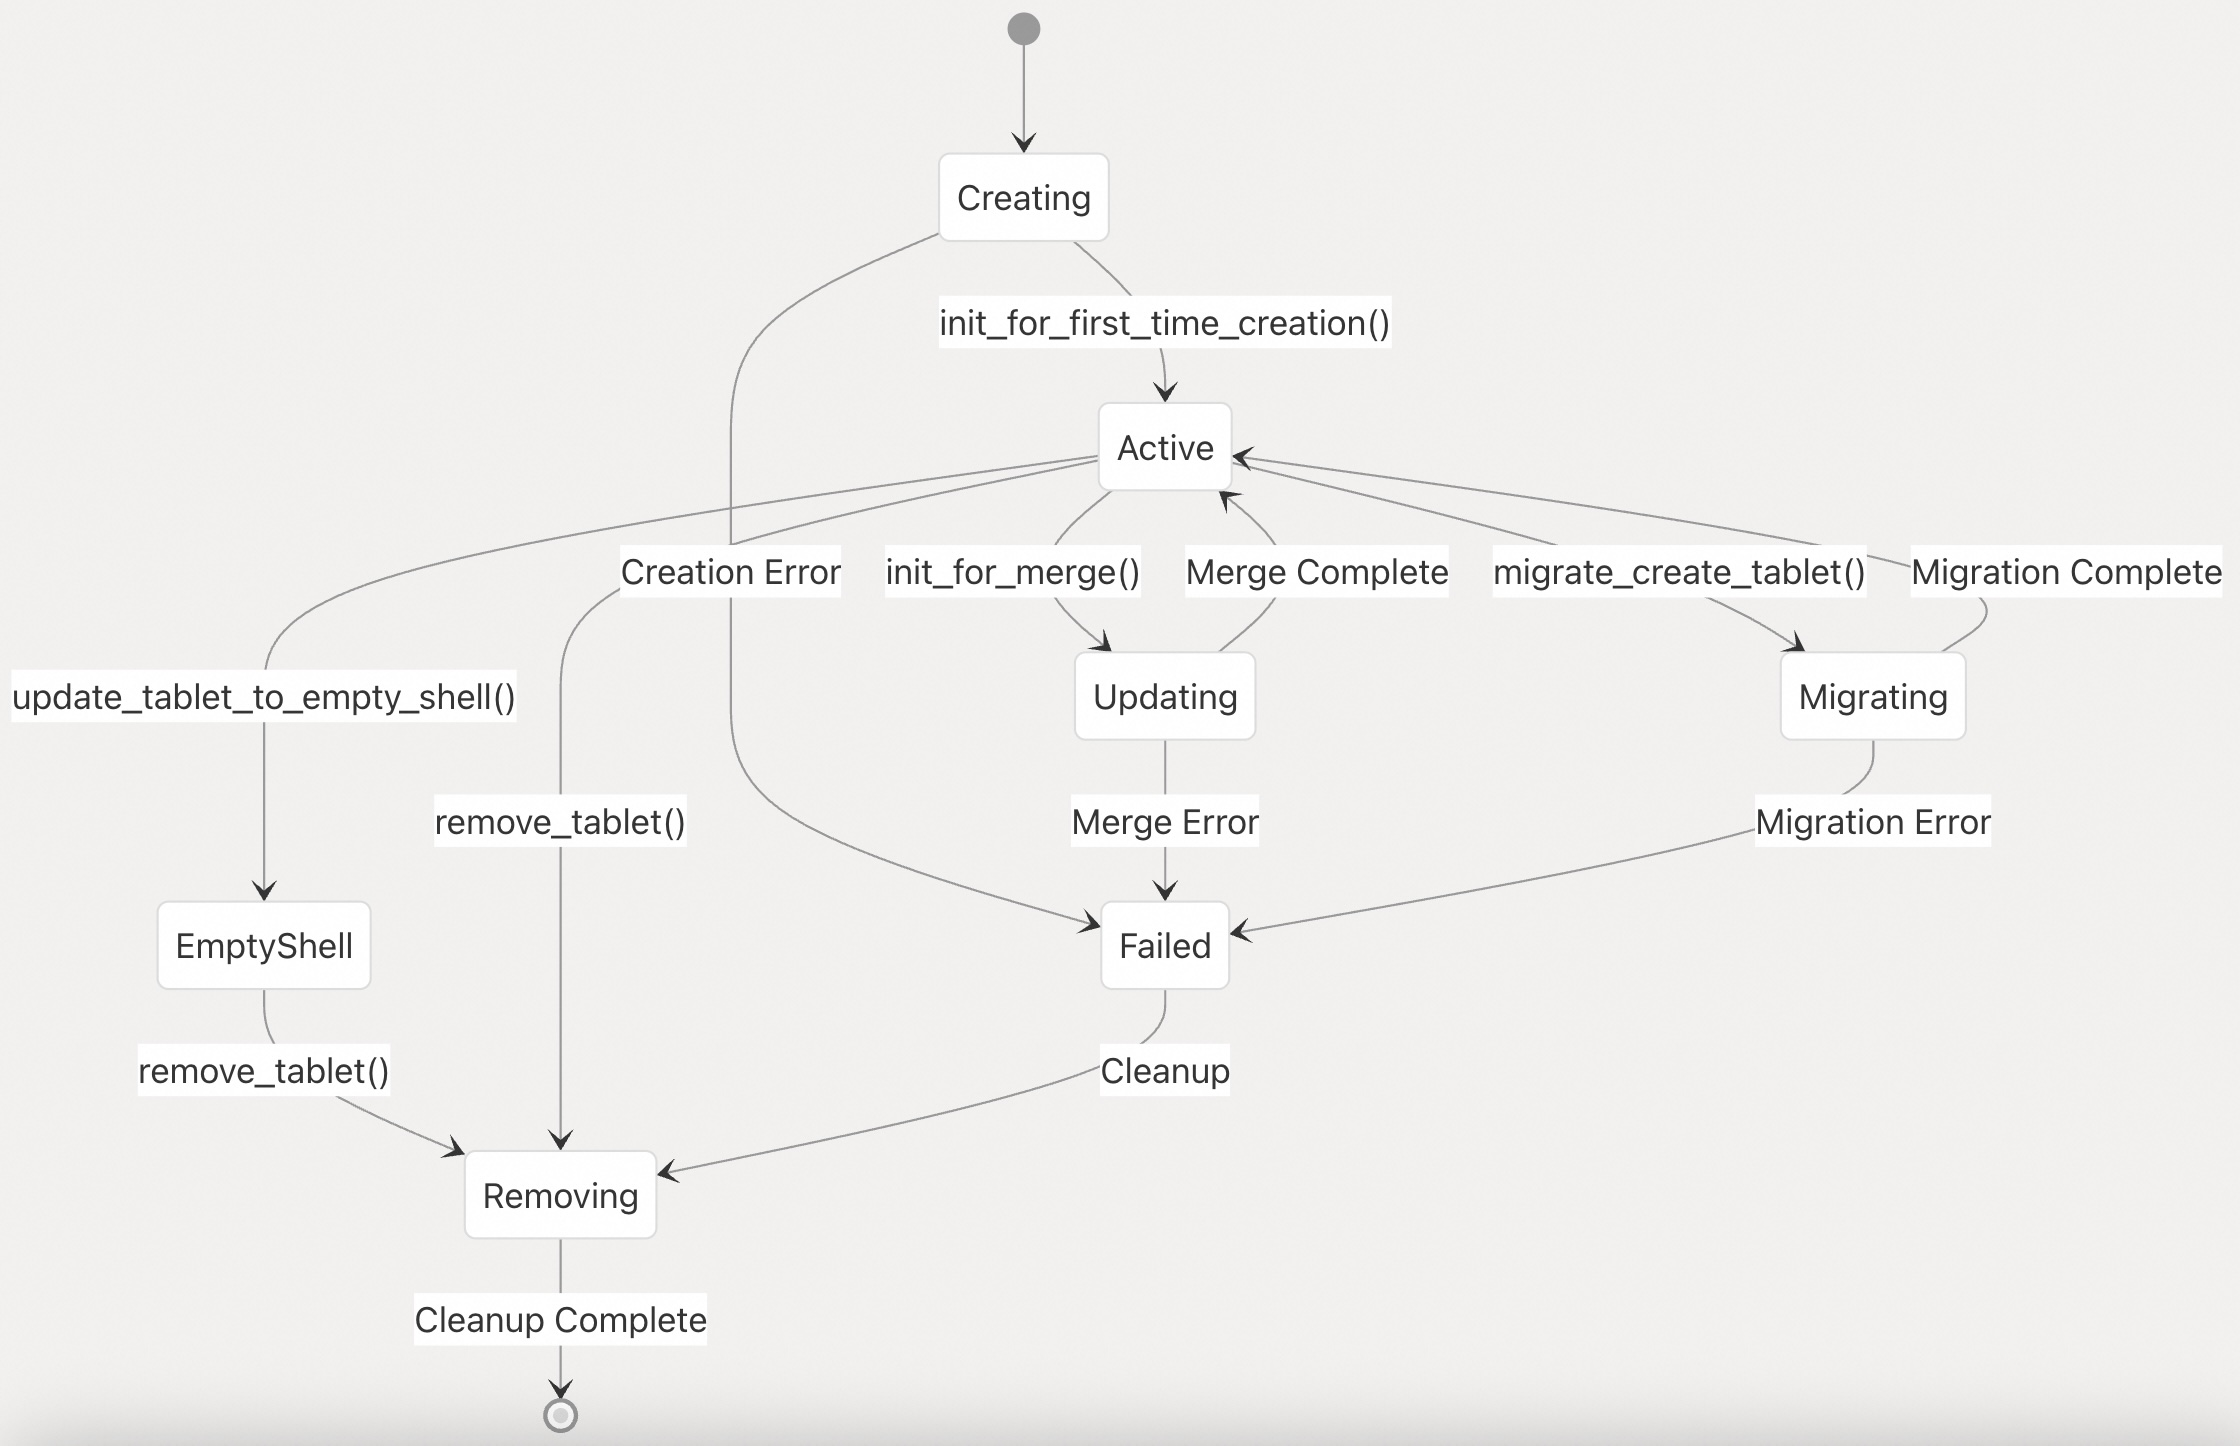 Creating
init_for_first_time_creation()
Active
Creation Error
init_for_merge()
Merge Complete
migrate_create_tablet()
Migration Complete
update_tablet_to_empty_shell()
Updating
Migrating
remove_tablet()
Merge Error
Migration Error
EmptyShell
Failed
remove_tablet()
Cleanup
Removing
Cleanup Complete